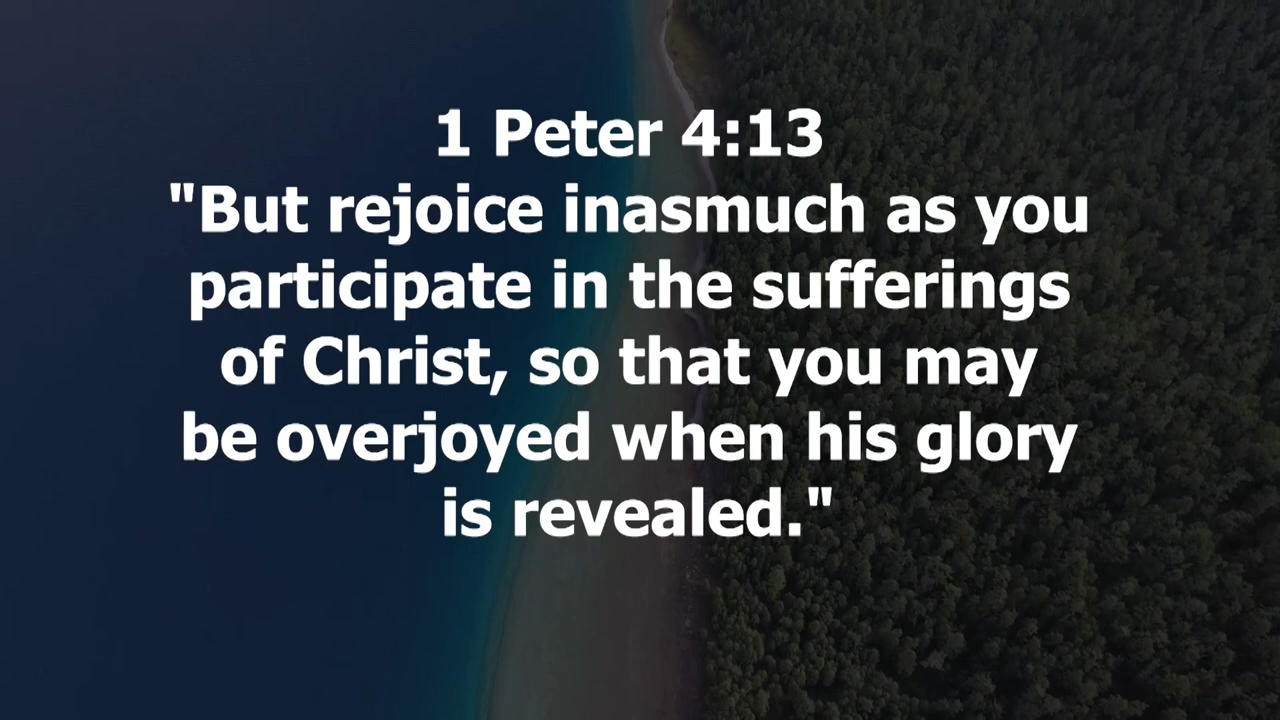 1 Peter 4:13
"But rejoice inasmuch as you
participate in the sufferings
of Christ, so that you may
be overjoyed when his glory
is revealed."